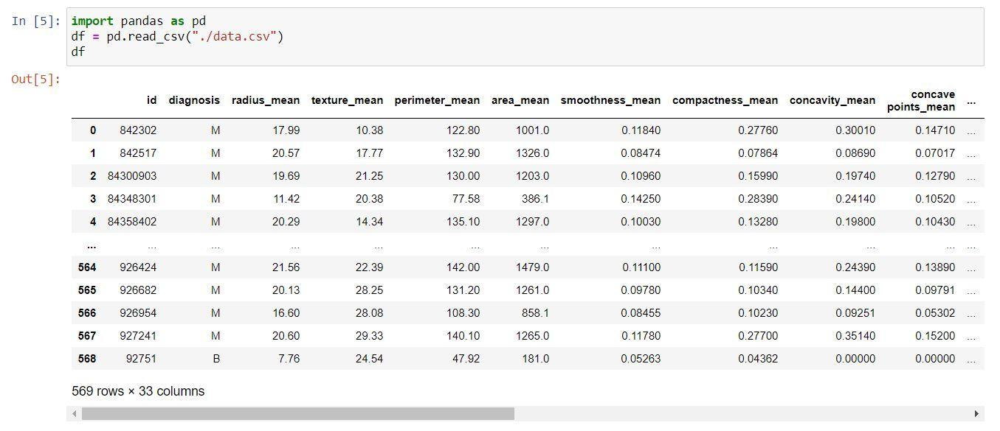 In [5]: import pandas as pd
df = pd.read_csv("./data.csv")
df
Out[5]:
id diagnosis radius_mean texture_mean perimeter_mean area_mean smoothness_mean compactness_mean concavity_mean concave points_mean ...
0 842302 M 17.99 10.38 122.80 1001.0 0.11840 0.27760 0.30010 0.14710 ...
1 842517 M 20.57 17.77 132.90 1326.0 0.08474 0.07864 0.08690 0.07017 ...
2 84300903 M 19.69 21.25 130.00 1203.0 0.10960 0.15990 0.19740 0.12790 ...
3 84348301 M 11.42 20.38 77.58 386.1 0.14250 0.28390 0.24140 0.10520 ...
4 84358402 M 20.29 14.34 135.10 1297.0 0.10030 0.13280 0.19800 0.10430 ...
... ... ... ... ... ... ... ... ... ... ... ...
564 926424 M 21.56 22.39 142.00 1479.0 0.11100 0.11590 0.24390 0.13890 ...
565 926682 M 20.13 28.25 131.20 1261.0 0.09780 0.10340 0.14400 0.09791 ...
566 926954 M 16.60 28.08 108.30 858.1 0.08455 0.10230 0.09251 0.05302 ...
567 927241 M 20.60 29.33 140.10 1265.0 0.11780 0.27700 0.35140 0.15200 ...
568 92751 B 7.76 24.54 47.92 181.0 0.05263 0.04362 0.00000 0.00000 ...
569 rows × 33 columns